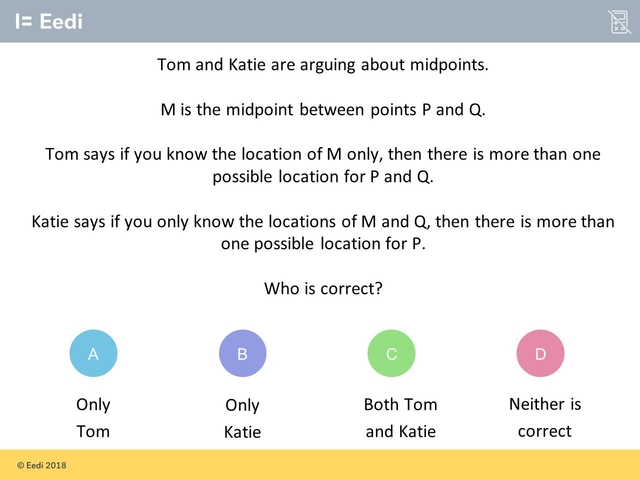 Eedi
Tom and Katie are arguing about midpoints.
M is the midpoint between points P and Q.
Tom says if you know the location of M only, then there is more than one
possible location for P and Q.
Katie says if you only know the locations of M and Q, then there is more than
one possible location for P.
Who is correct?
A B C D
Only Only Both Tom Neither is
Tom Katie and Katie correct
© Eedi 2018